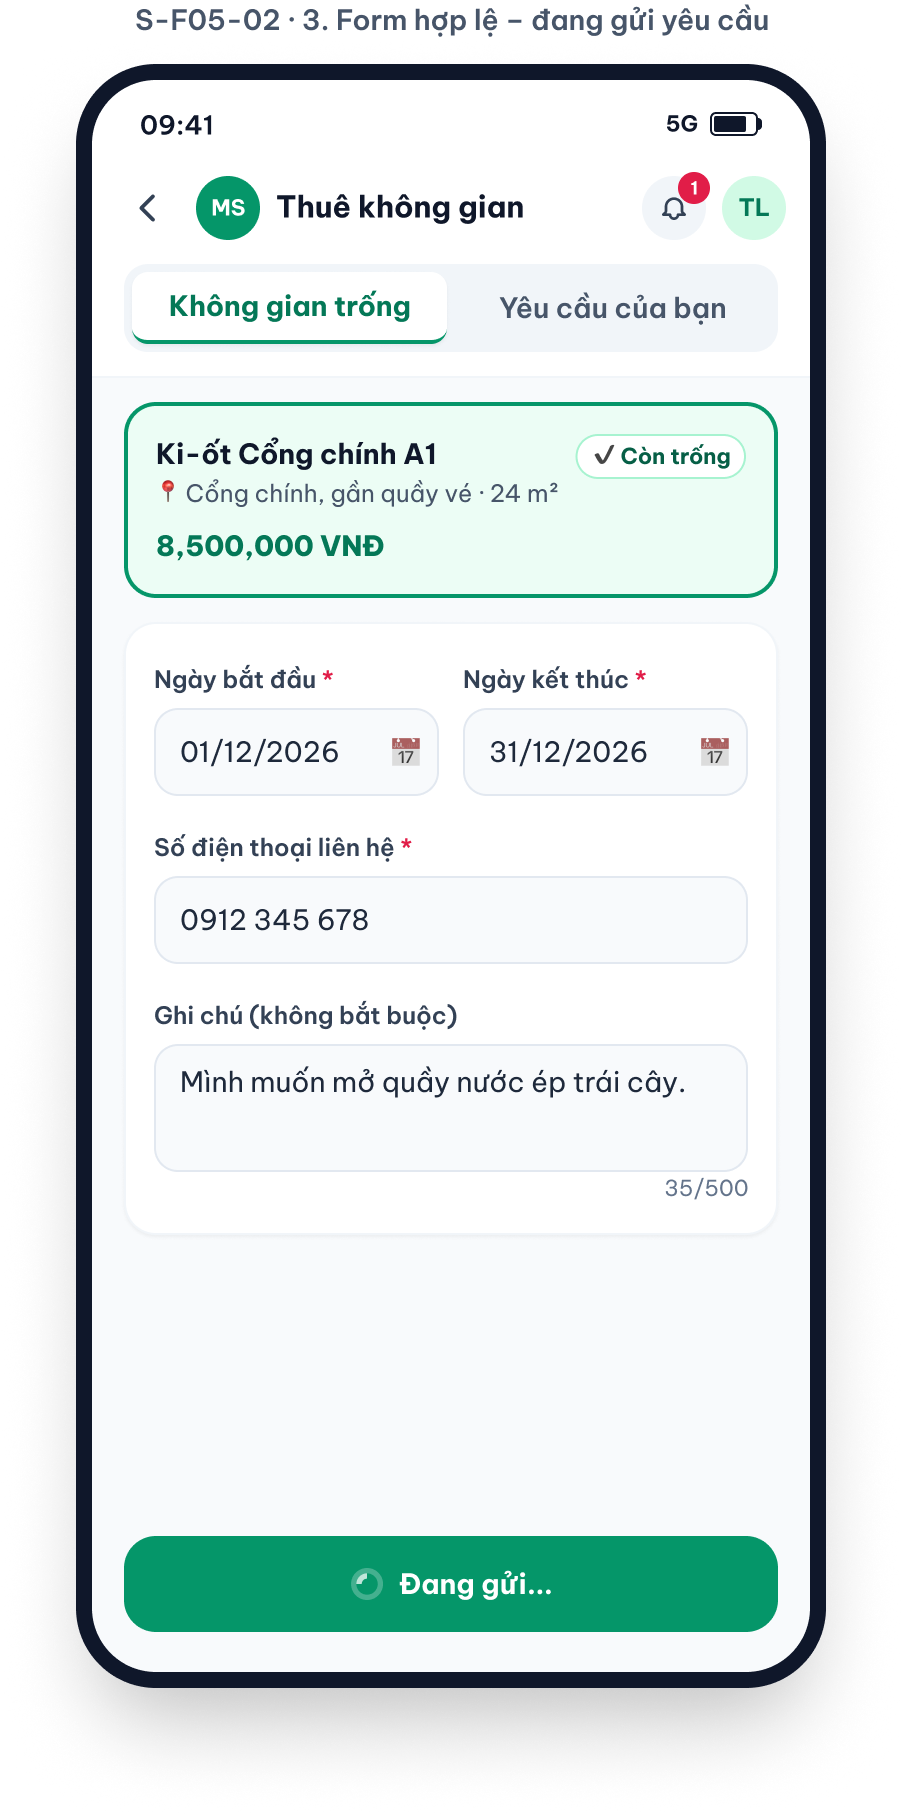 S-F05-02 · 3. Form hợp lệ – đang gửi yêu cầu
09:41
5G
MS
Thuê không gian
1
TL
Không gian trống
Yêu cầu của bạn
Ki-ốt Cổng chính A1
✓ Còn trống
📍 Cổng chính, gần quầy vé · 24 m²
8,500,000 VNĐ
Ngày bắt đầu *
Ngày kết thúc *
01/12/2026
JUL 17
31/12/2026
JUL 17
Số điện thoại liên hệ *
0912 345 678
Ghi chú (không bắt buộc)
Mình muốn mở quầy nước ép trái cây.
35/500
Đang gửi...